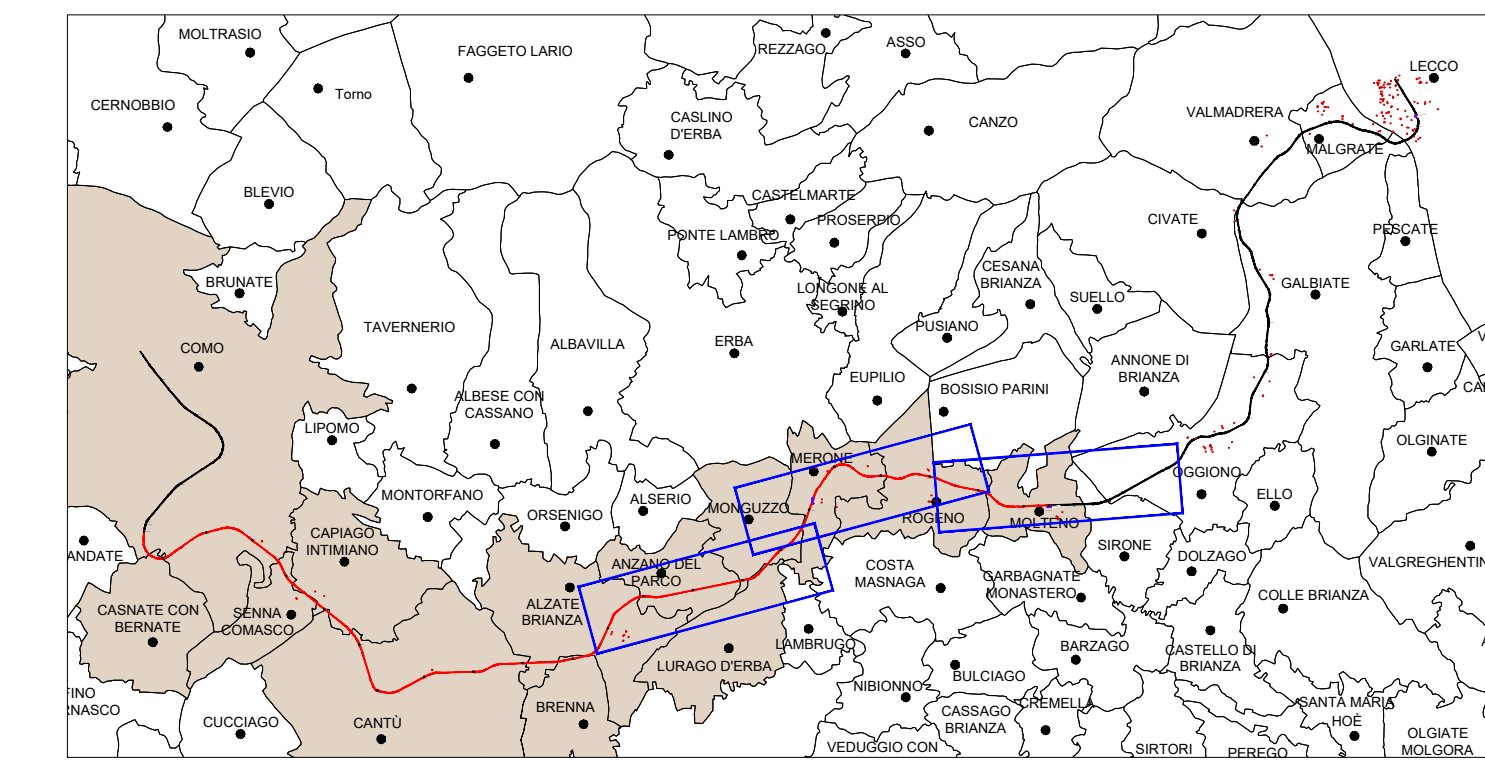 MOLTRASIO
FAGGETO LARIO
REZZAGO
ASSO
LECCO
CERNOBBIO
Torno
CASLINO
D'ERBA
CANZO
VALMADRERA
MALGRATE
BLEVIO
CASTELMARTE
PROSERPIO
CIVATE
PONTE LAMBRO
PESCATE
BRUNATE
CESANA
BRIANZA
LONGONE AL
SEGRINO
SUELLO
GALBIATE
TAVERNERIO
PUSIANO
COMO
ALBAVILLA
ERBA
GARLATE
ANNONE DI
BRIANZA
EUPILIO
BOSISIO PARINI
ALBESE CON
CASSANO
LIPOMO
OLGINATE
MERONE
OGGIONO
MONTORFANO
ALSERIO
ELLO
MONGUZZO
ORSENIGO
ROGENO
MOLTENO
CAPIAGO
INTIMIANO
SIRONE
ANDATE
DOLZAGO
VALGREGHENTIN
ANZANO DEL
PARCO
COSTA
MASNAGA
GARBAGNATE
MONASTERO
COLLE BRIANZA
CASNATE CON
BERNATE
SENNA
COMASCO
ALZATE
BRIANZA
LAMBRUGO
BARZAGO
CASTELLO DI
BRIANZA
LURAGO D'ERBA
BULCIAGO
NIBIONNO
FINO
RNASCO
CUCCIAGO
CANTÙ
BRENNA
CASSAGO
BRIANZA
CREMELLA
SANTA MARIA
HOÈ
OLGIATE
MOLGORA
VEDUGGIO CON
SIRTORI
PEREGO